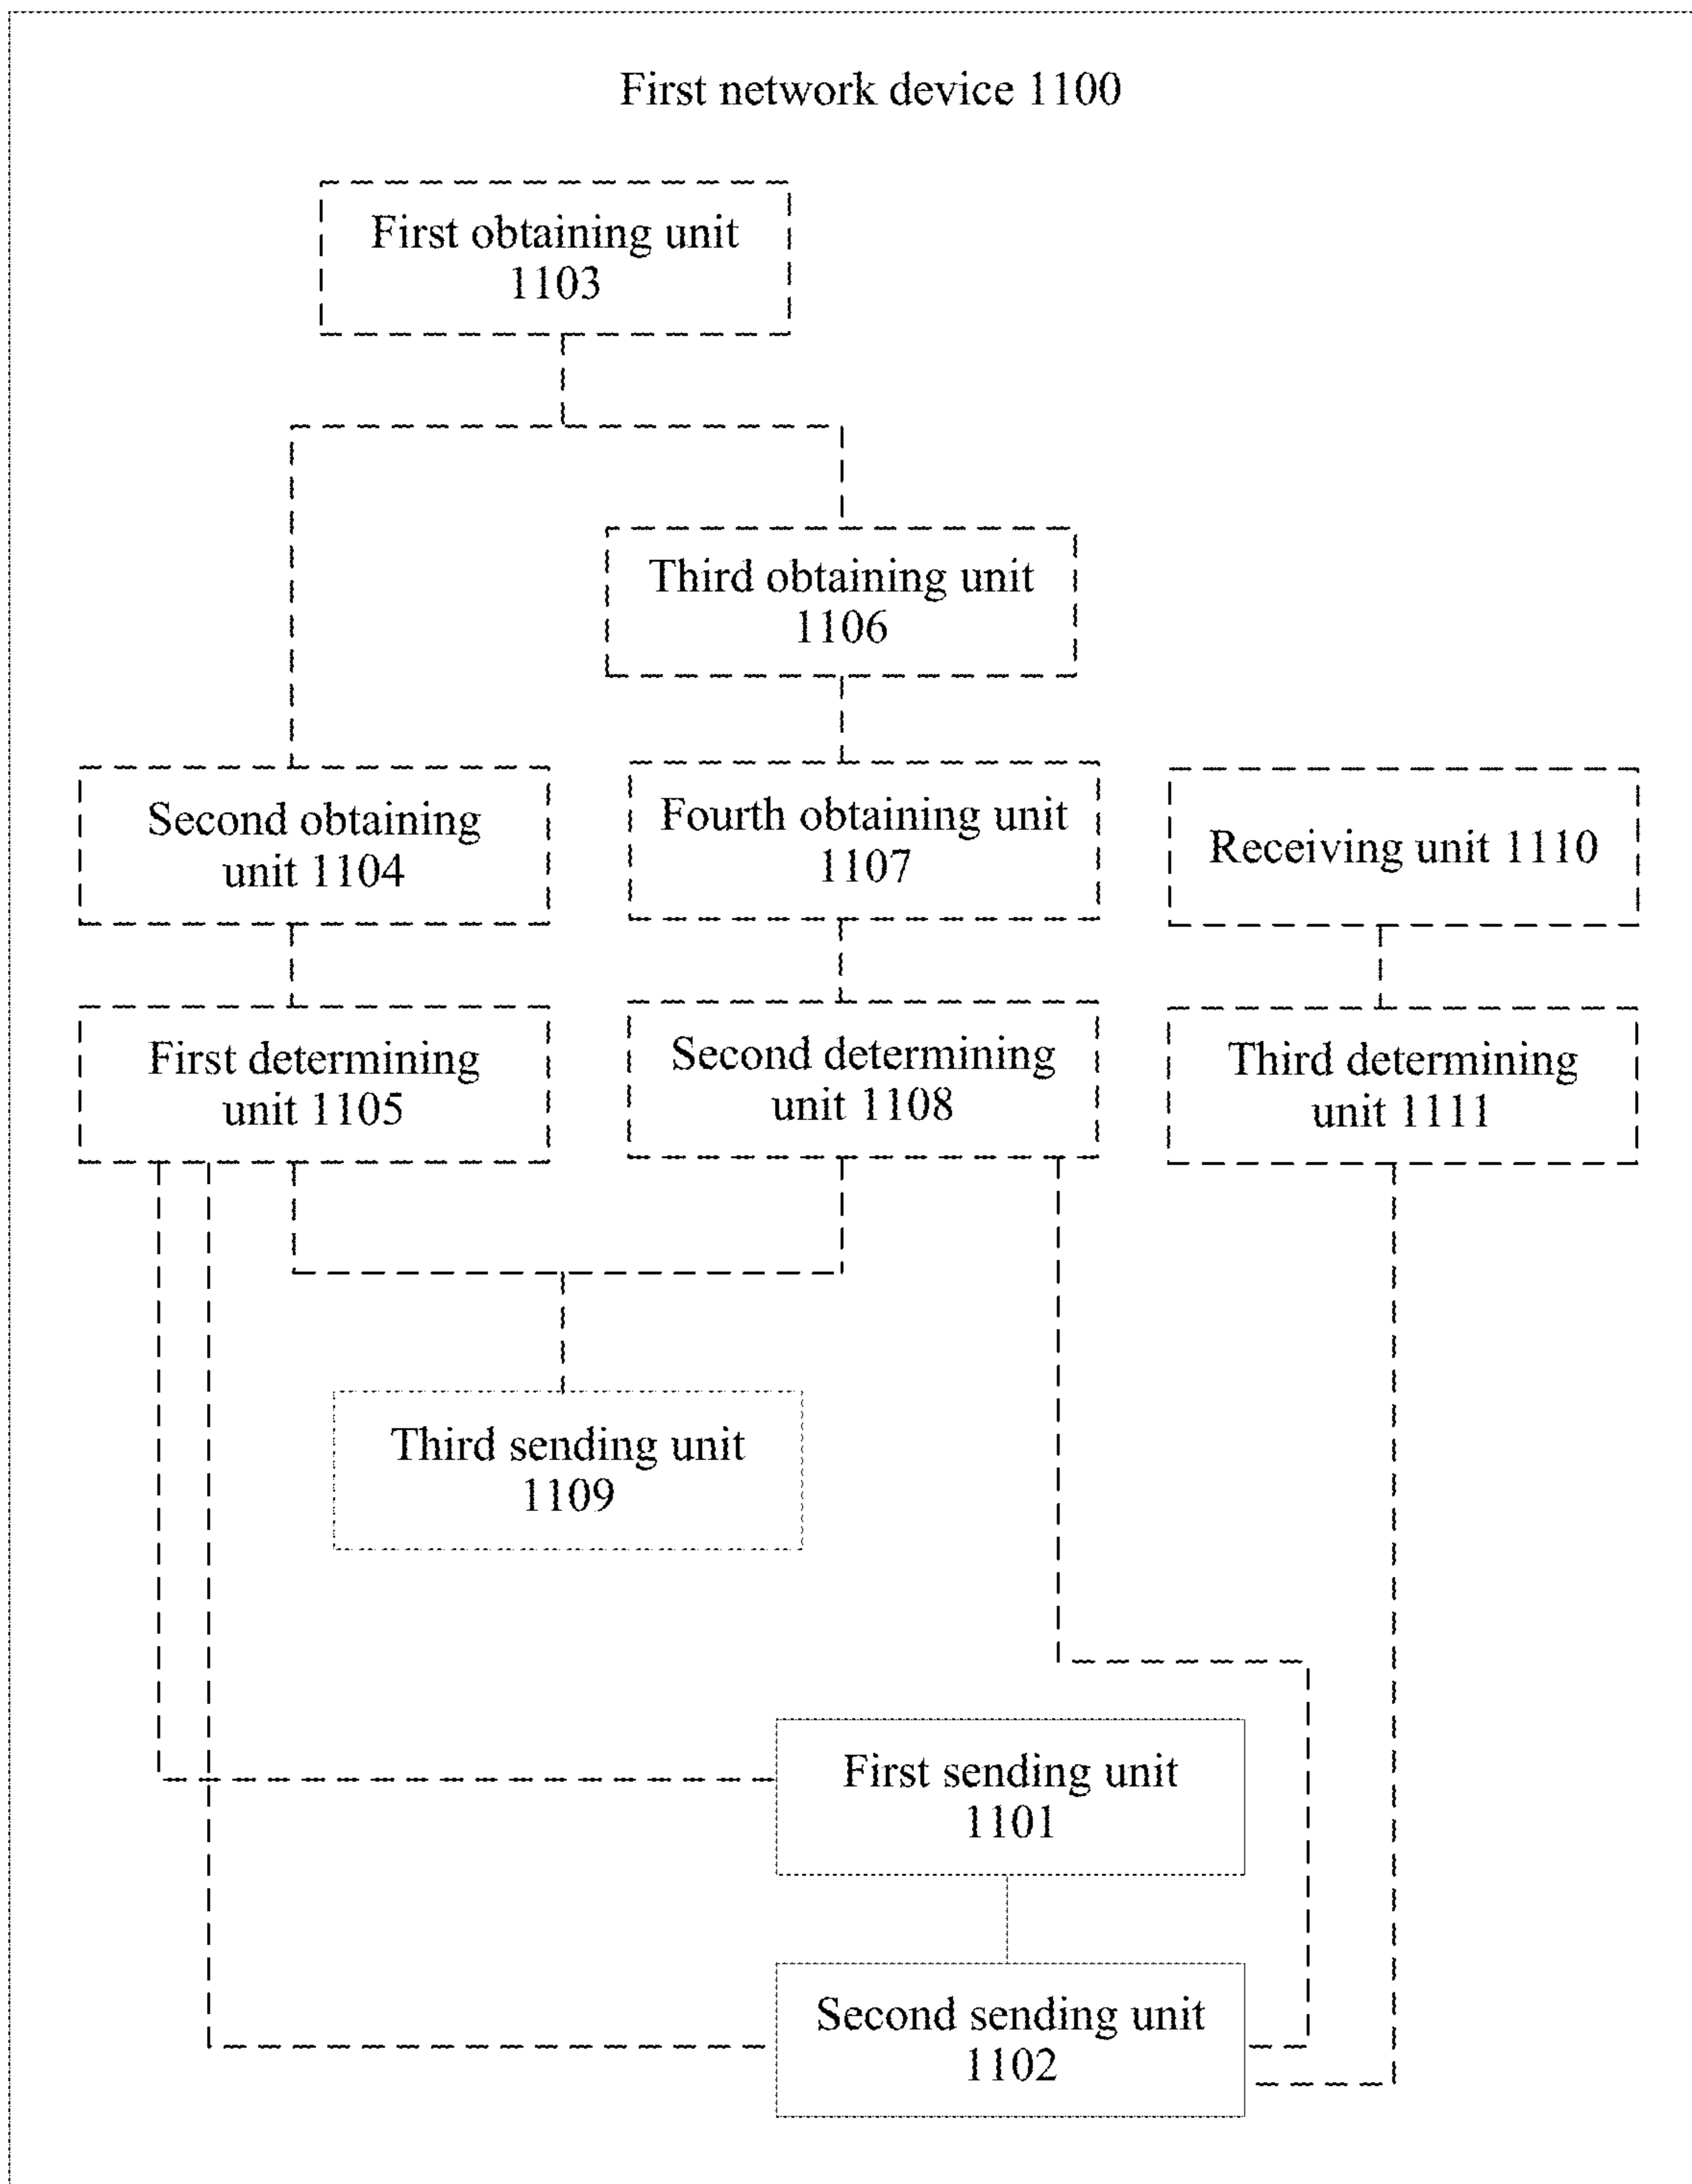 First network device 1100
First obtaining unit
1103
Third obtaining unit
1106
Second obtaining
unit 1104
Fourth obtaining unit
1107
Receiving unit 1110
First determining
unit 1105
Second determining
unit 1108
Third determining
unit 1111
Third sending unit
1109
First sending unit
1101
Second sending unit
1102